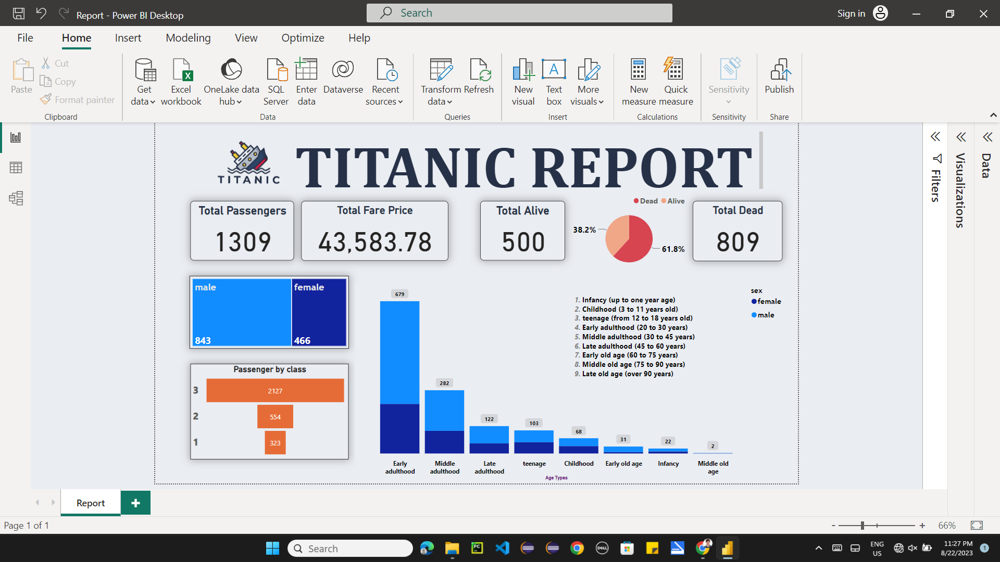 Report - Power BI Desktop
Search
Sign in
File Home Insert Modeling View Optimize Help
Paste
Cut
Copy
Format painter
Clipboard
Get data
Excel workbook
OneLake data hub
SQL Server
Enter data
Dataverse
Recent sources
Data
Transform data
Refresh
Queries
New visual
Text box
More visuals
Insert
New measure
Quick measure
Calculations
Sensitivity
Sensitivity
Publish
Share
TITANIC
TITANIC REPORT
Total Passengers
1309
Total Fare Price
43,583.78
Total Alive
500
Dead Alive
38.2%
61.8%
Total Dead
809
male
843
female
466
Passenger by class
3 2127
2 554
1 323
679
282
122
103
68
31
22
2
Early adulthood
Middle adulthood
Late adulthood
teenage
Childhood
Early old age
Infancy
Middle old age
Age Types
1. Infancy (up to one year age)
2. Childhood (3 to 11 years old)
3. teenage (from 12 to 18 years old)
4. Early adulthood (20 to 30 years)
5. Middle adulthood (30 to 45 years)
6. Late adulthood (45 to 60 years)
7. Early old age (60 to 75 years)
8. Middle old age (75 to 90 years)
9. Late old age (over 90 years)
sex
female
male
Filters
Visualizations
Data
Report
Page 1 of 1
- + 66%
Search
PC
DELL
ENG
US
11:27 PM
8/22/2023
1